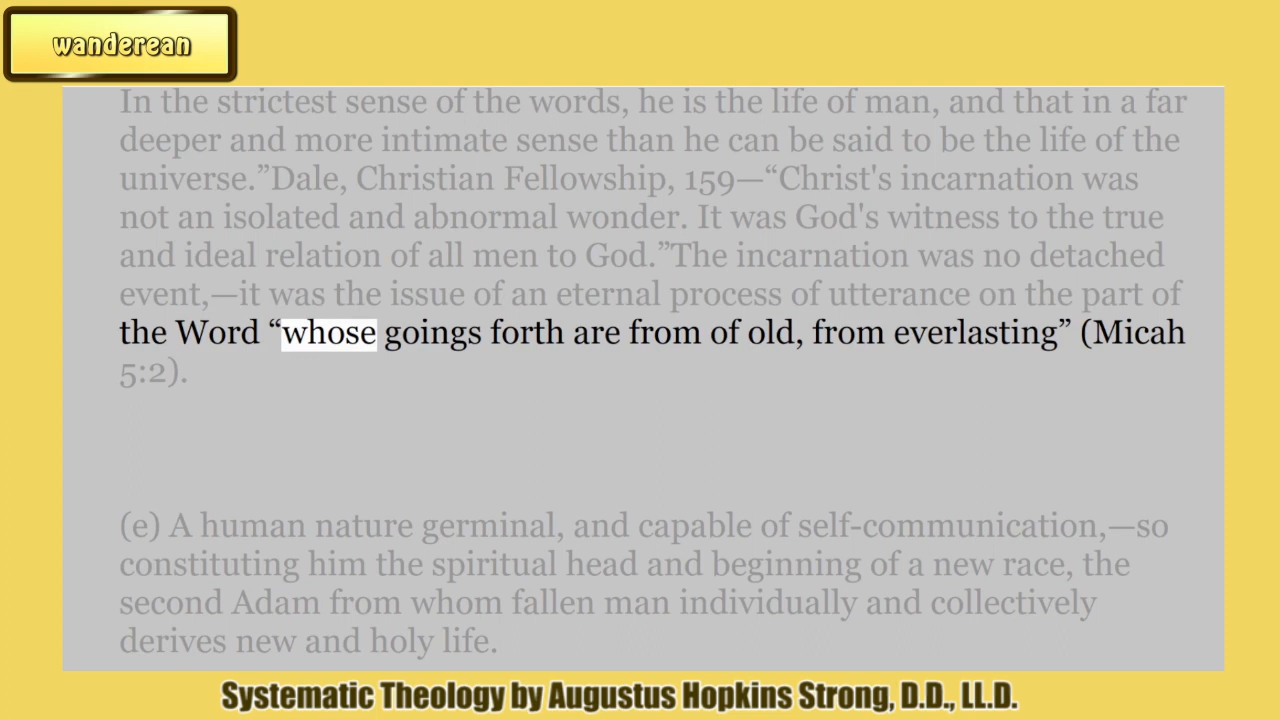 wanderean
In the strictest sense of the words, he is the life of man, and that in a far
deeper and more intimate sense than he can be said to be the life of the
universe.”Dale, Christian Fellowship, 159—“Christ's incarnation was
not an isolated and abnormal wonder. It was God's witness to the true
and ideal relation of all men to God.”The incarnation was no detached
event,—it was the issue of an eternal process of utterance on the part of
the Word “whose goings forth are from of old, from everlasting” (Micah
5:2).
(e) A human nature germinal, and capable of self-communication,—so
constituting him the spiritual head and beginning of a new race, the
second Adam from whom fallen man individually and collectively
derives new and holy life.
Systematic Theology by Augustus Hopkins Strong, D.D., LL.D.